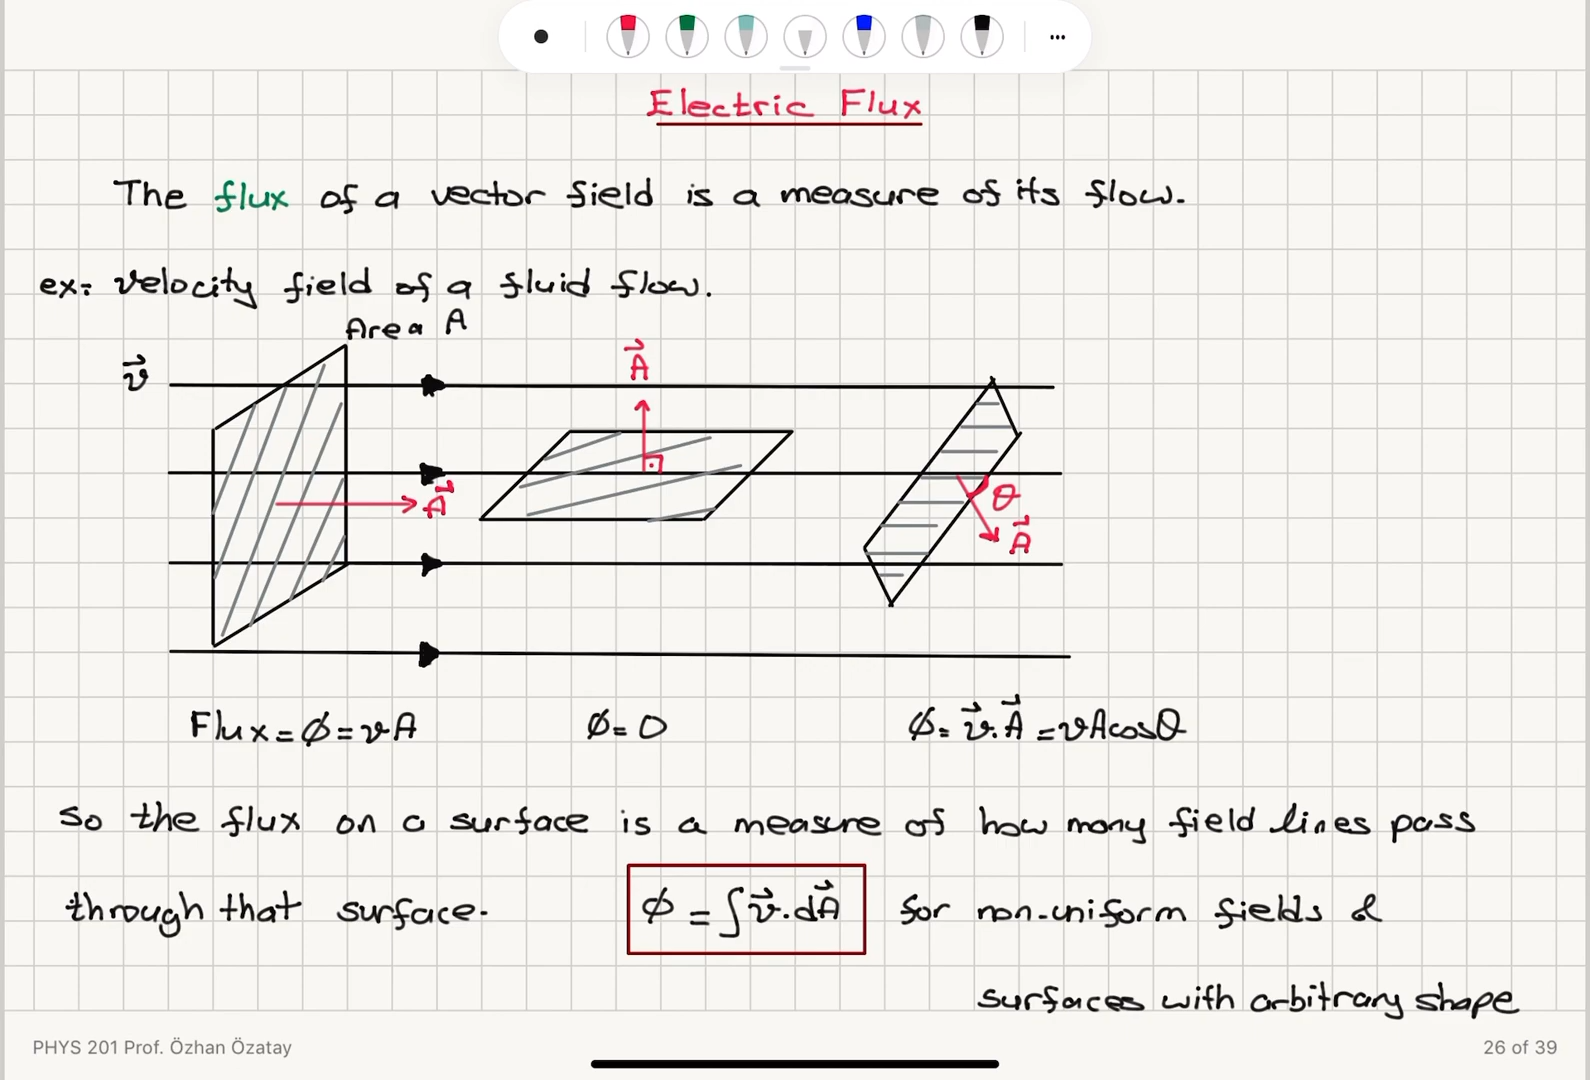 Electric Flux
The flux of a vector field is a measure of its flow.
ex: velocity field of a fluid flow.
Area A
v⃗
A⃗
A⃗
θ
A⃗
Flux = ϕ = vA
ϕ = 0
ϕ = v⃗.A⃗ = vAcosθ
So the flux on a surface is a measure of how many field lines pass
through that surface. ϕ = ∫v⃗.dA⃗ for non-uniform fields &
surfaces with arbitrary shape
PHYS 201 Prof. Özhan Özatay
26 of 39